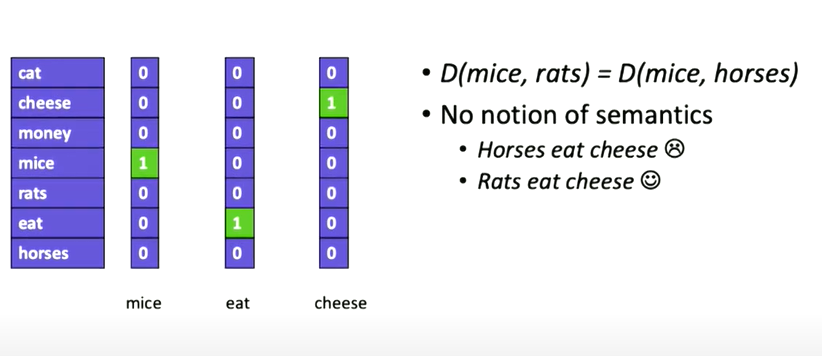 cat 0 0 0
cheese 0 0 1
money 0 0 0
mice 1 0 0
rats 0 0 0
eat 0 1 0
horses 0 0 0
mice eat cheese
• D(mice, rats) = D(mice, horses)
• No notion of semantics
• Horses eat cheese ☹
• Rats eat cheese ☺